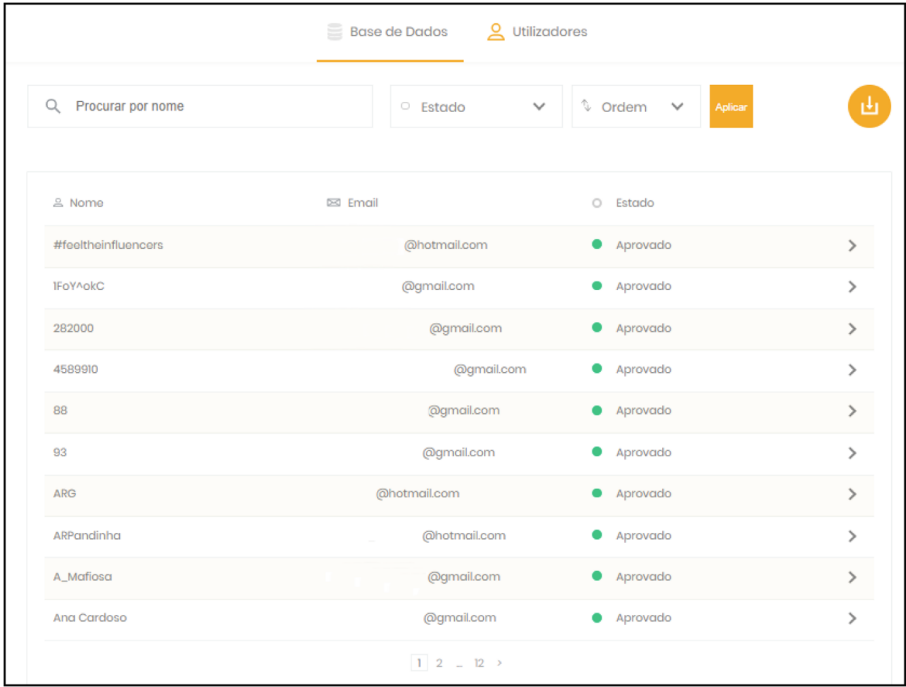 Base de Dados Utilizadores
Procurar por nome Estado Ordem Aplicar
Nome Email Estado
#feeltheinfluencers @hotmail.com Aprovado
1FoY^okC @gmail.com Aprovado
282000 @gmail.com Aprovado
4589910 @gmail.com Aprovado
88 @gmail.com Aprovado
93 @gmail.com Aprovado
ARG @hotmail.com Aprovado
ARPandinha @hotmail.com Aprovado
A_Mafiosa @gmail.com Aprovado
Ana Cardoso @gmail.com Aprovado
1 2 ... 12 >